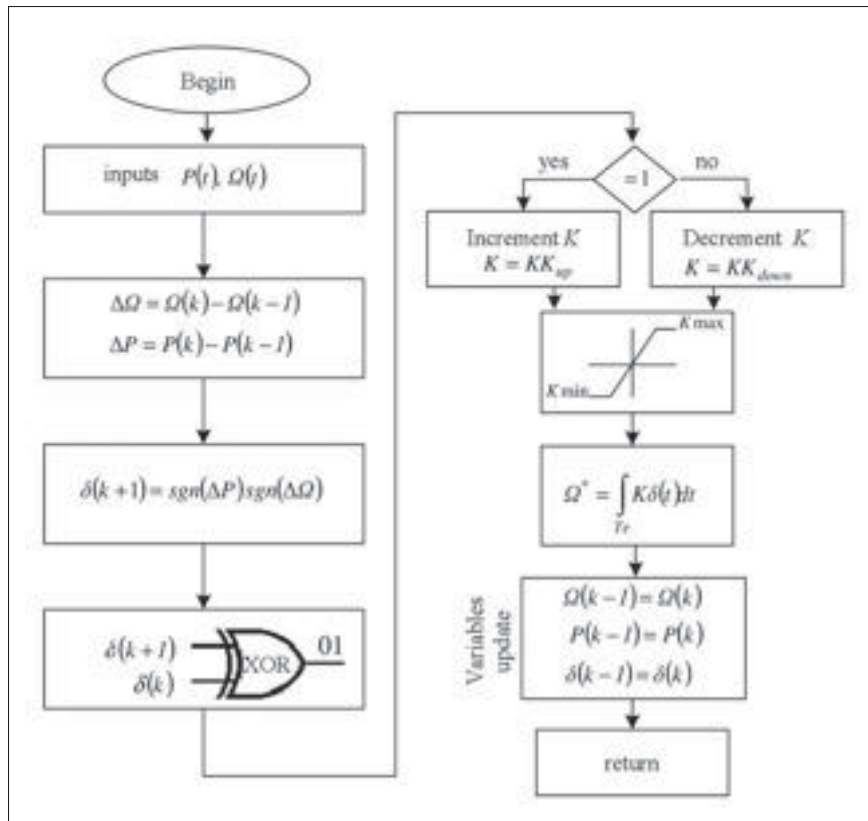 Begin
inputs P(t), Ω(t)
ΔΩ = Ω(k) − Ω(k − 1)
ΔP = P(k) − P(k − 1)
δ(k + 1) = sgn(ΔP)sgn(ΔΩ)
δ(k + 1)
δ(k)
XOR
01
= 1
yes
no
Increment K
K = KK_up
Decrement K
K = KK_down
K max
K min
Ω* = ∫_Tr Kδ(t)dt
Variables
update
Ω(k − 1) = Ω(k)
P(k − 1) = P(k)
δ(k − 1) = δ(k)
return